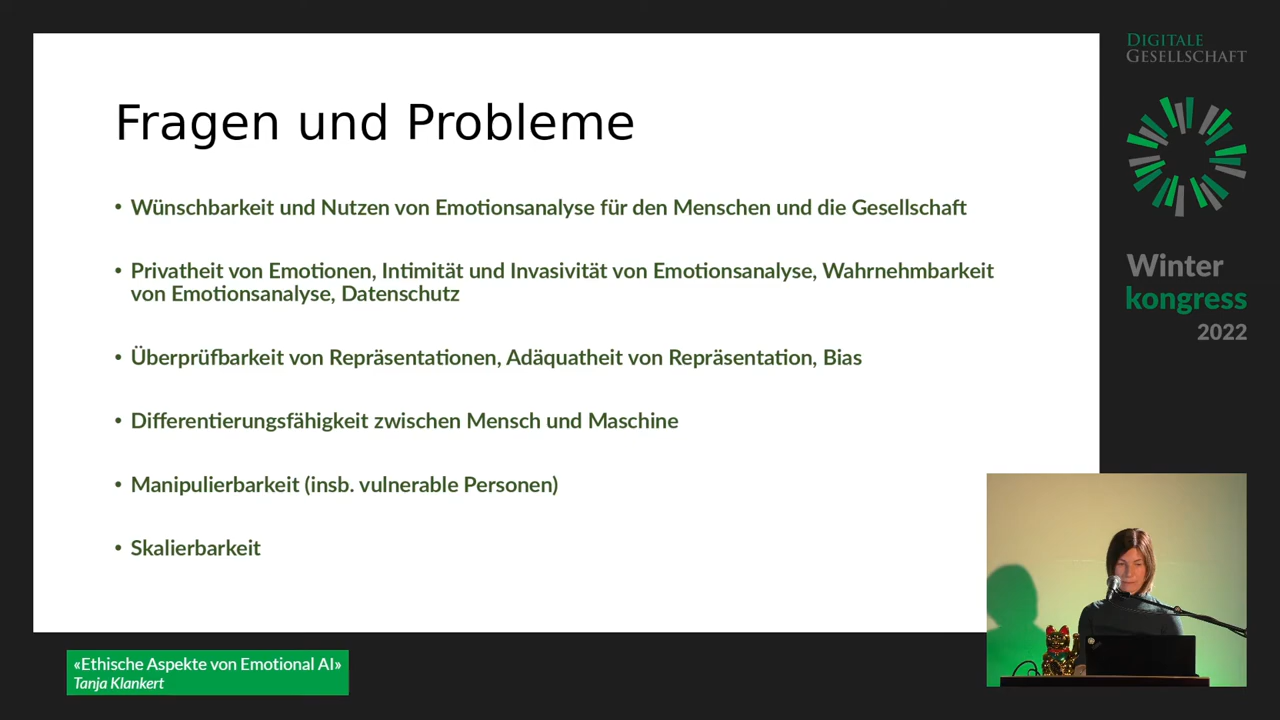 Fragen und Probleme
• Wünschbarkeit und Nutzen von Emotionsanalyse für den Menschen und die Gesellschaft
• Privatheit von Emotionen, Intimität und Invasivität von Emotionsanalyse, Wahrnehmbarkeit
von Emotionsanalyse, Datenschutz
• Überprüfbarkeit von Repräsentationen, Adäquatheit von Repräsentation, Bias
• Differentierungsfähigkeit zwischen Mensch und Maschine
• Manipulierbarkeit (insb. vulnerable Personen)
• Skalierbarkeit
DIGITALE
GESELLSCHAFT
Winter
kongress
2022
«Ethische Aspekte von Emotional AI»
Tanja Klankert